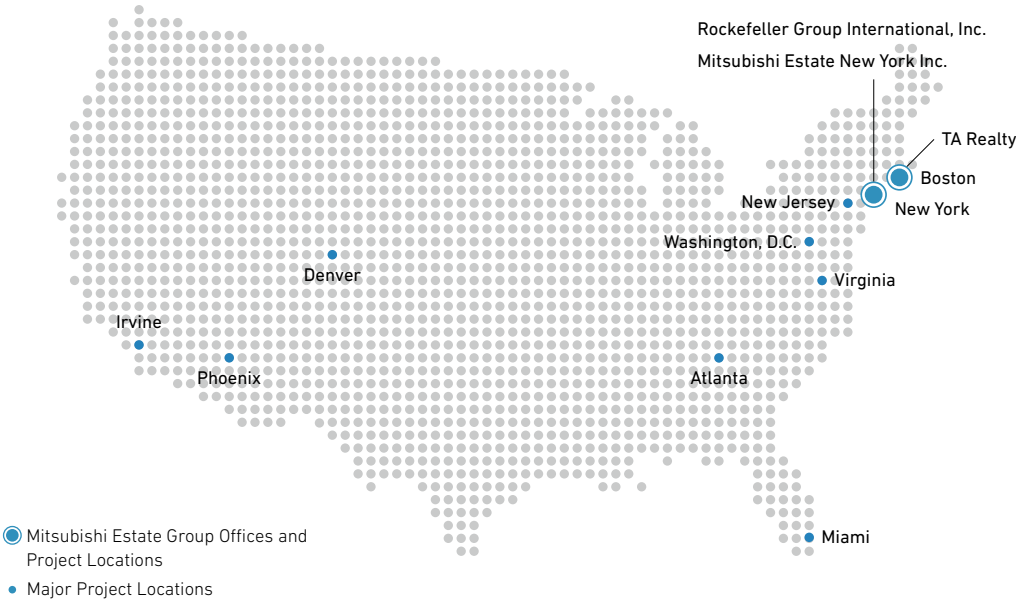 Rockefeller Group International, Inc.
Mitsubishi Estate New York Inc.
TA Realty
Boston
New Jersey
New York
Washington, D.C.
Denver
Virginia
Irvine
Phoenix
Atlanta
Miami
Mitsubishi Estate Group Offices and
Project Locations
Major Project Locations